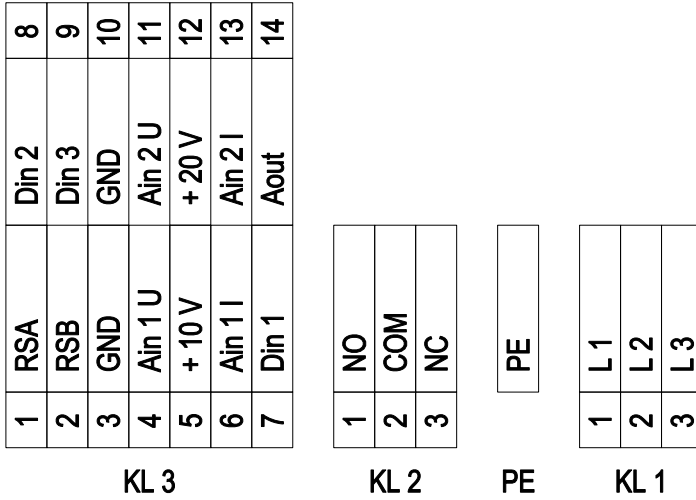 8 9 10 11 12 13 14
Din 2 Din 3 GND Ain 2 U + 20 V Ain 2 I Aout
RSA RSB GND Ain 1 U + 10 V Ain 1 I Din 1 NO COM NC PE L 1 L 2 L 3
1 2 3 4 5 6 7 1 2 3 1 2 3
KL 3 KL 2 PE KL 1